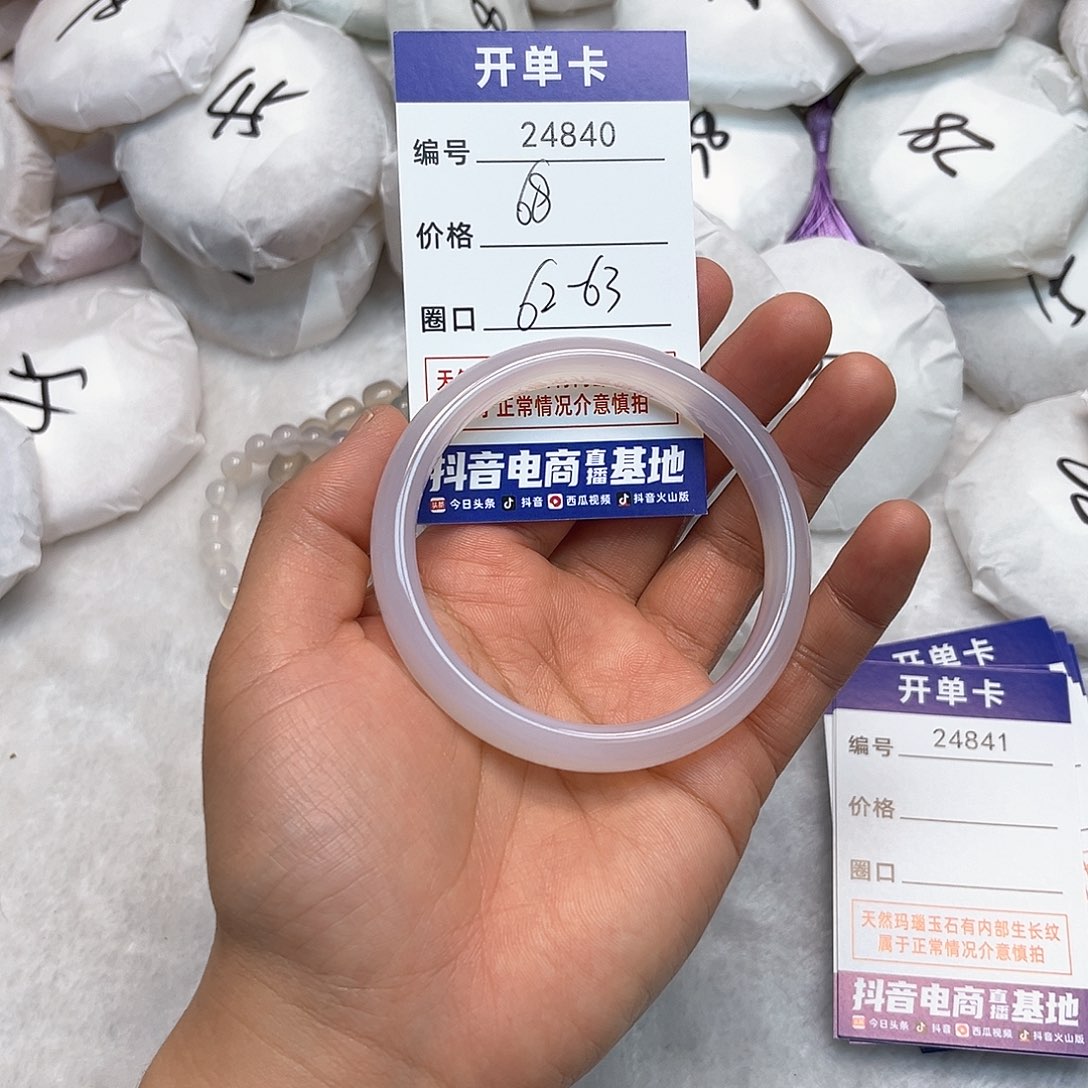 开单卡
编号 24840
价格 68
圈口 62-63
正常情况介意慎拍
抖音电商直播基地
今日头条 抖音 西瓜视频 抖音火山版
开单卡
开单卡
编号 24841
价格
圈口
天然玛瑙玉石有内部生长纹
属于正常情况介意慎拍
抖音电商直播基地
今日头条 抖音 西瓜视频 抖音火山版
54
28